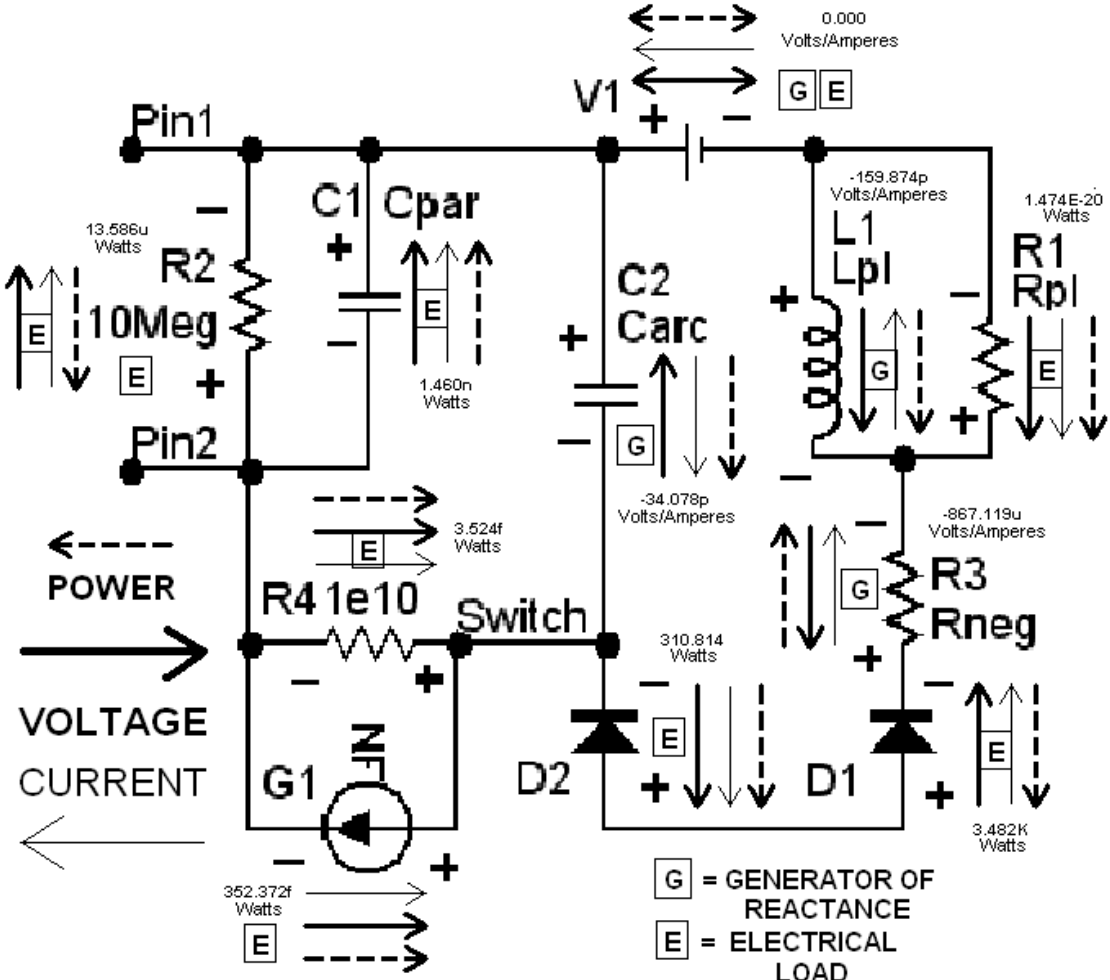 0.000
Volts/Amperes
G E
V1
+ −
Pin1
C1 Cpar
−159.874p
Volts/Amperes
L1
Lpl
1.474E-20
Watts
R1
Rpl
13.586u
Watts
−
R2
10Meg
+
E
E
+
−
E
1.460n
Watts
C2
Carc
+
−
G
-34.078p
Volts/Amperes
+
−
G
−
+
E
Pin2
3.524f
Watts
E
POWER
R4 1e10
− +
Switch
-867.119u
Volts/Amperes
−
R3
Rneg
+
G
VOLTAGE
CURRENT
NF
G1
− +
352.372f
Watts
E
310.814
Watts
−
E
D2
+
−
D1
+
E
3.482K
Watts
G = GENERATOR OF
REACTANCE
E = ELECTRICAL
LOAD